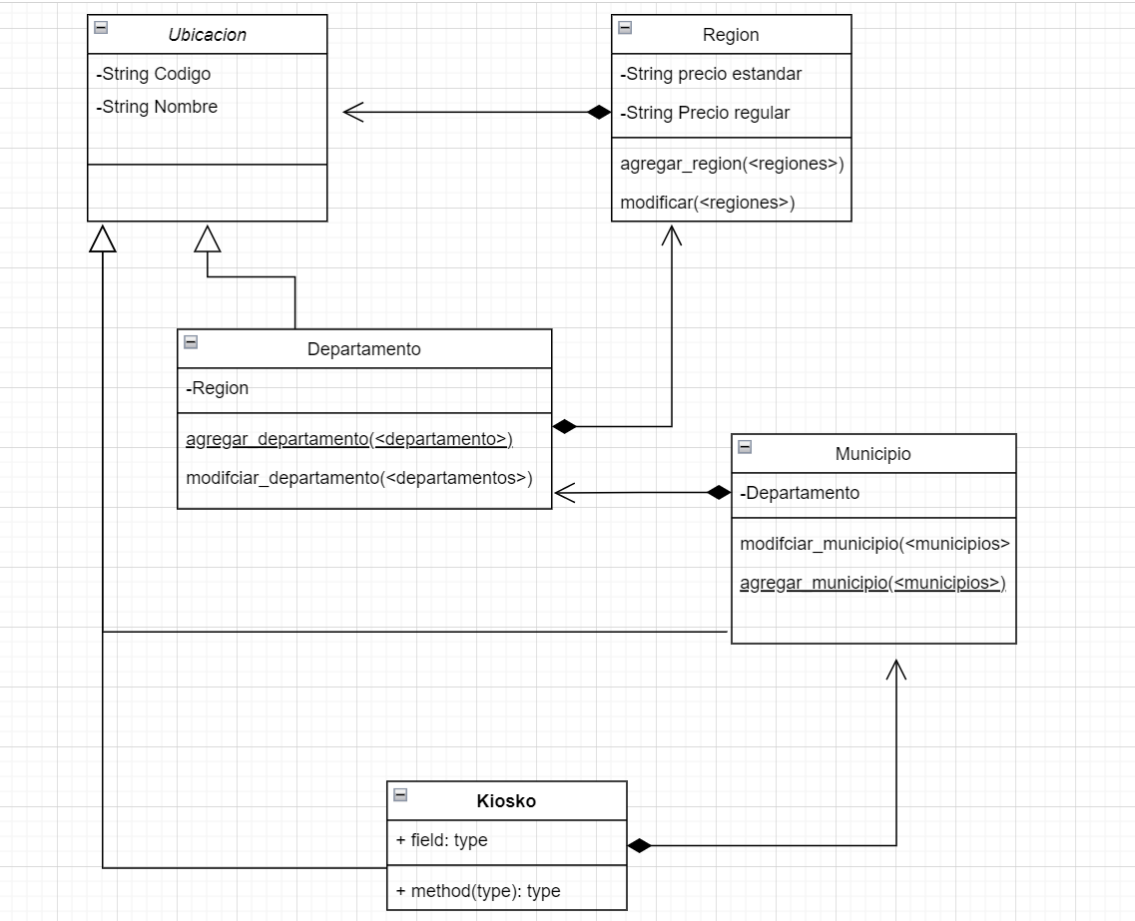 Ubicacion
-String Codigo
-String Nombre
Region
-String precio estandar
-String Precio regular
agregar_region(<regiones>)
modificar(<regiones>)
Departamento
-Region
agregar_departamento(<departamento>)
modifciar_departamento(<departamentos>)
Municipio
-Departamento
modifciar_municipio(<municipios>
agregar_municipio(<municipios>)
Kiosko
+ field: type
+ method(type): type